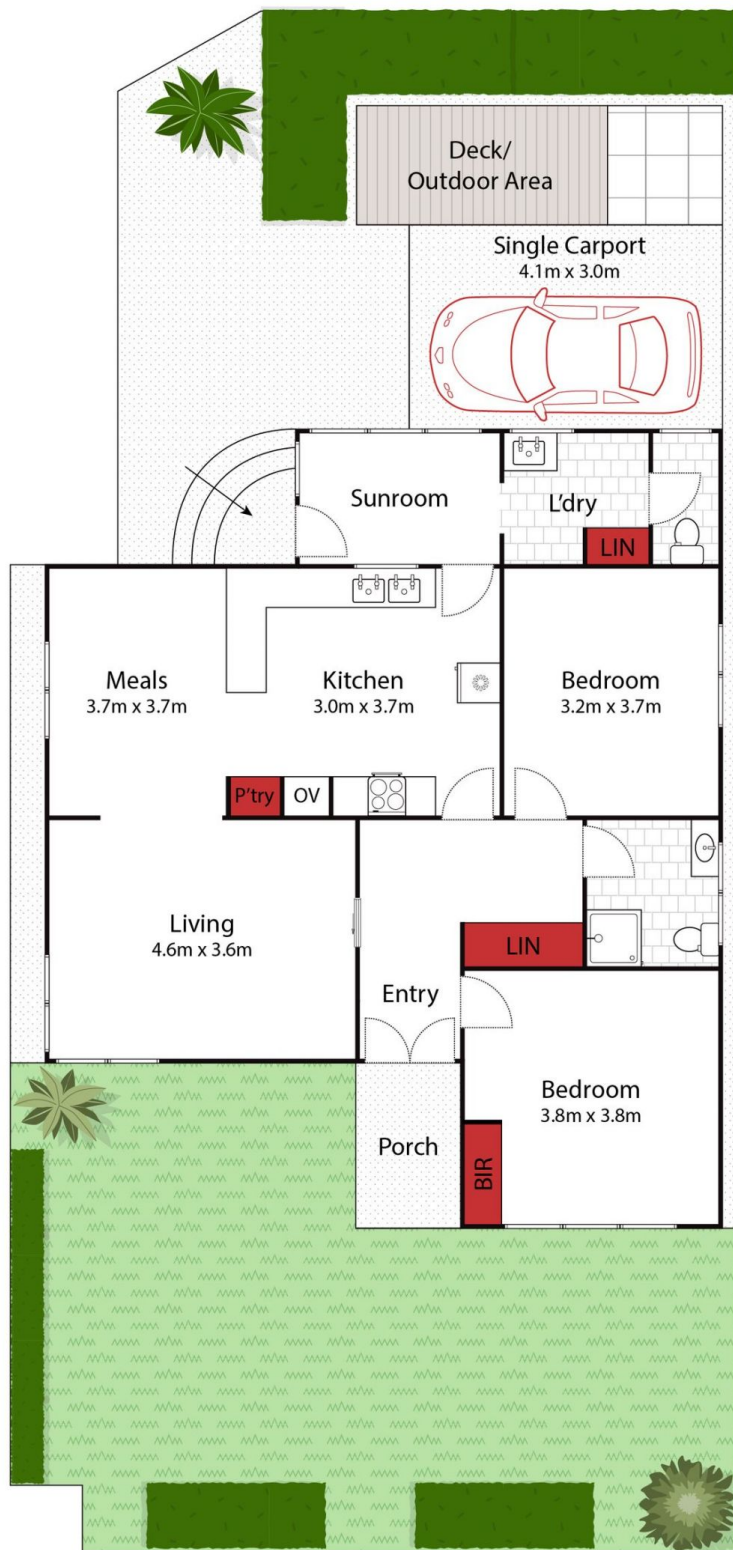 Deck/
Outdoor Area
Single Carport
4.1m x 3.0m
Sunroom
L'dry
LIN
Meals
3.7m x 3.7m
Kitchen
3.0m x 3.7m
Bedroom
3.2m x 3.7m
P'try
OV
Living
4.6m x 3.6m
LIN
Entry
Bedroom
3.8m x 3.8m
Porch
BIR